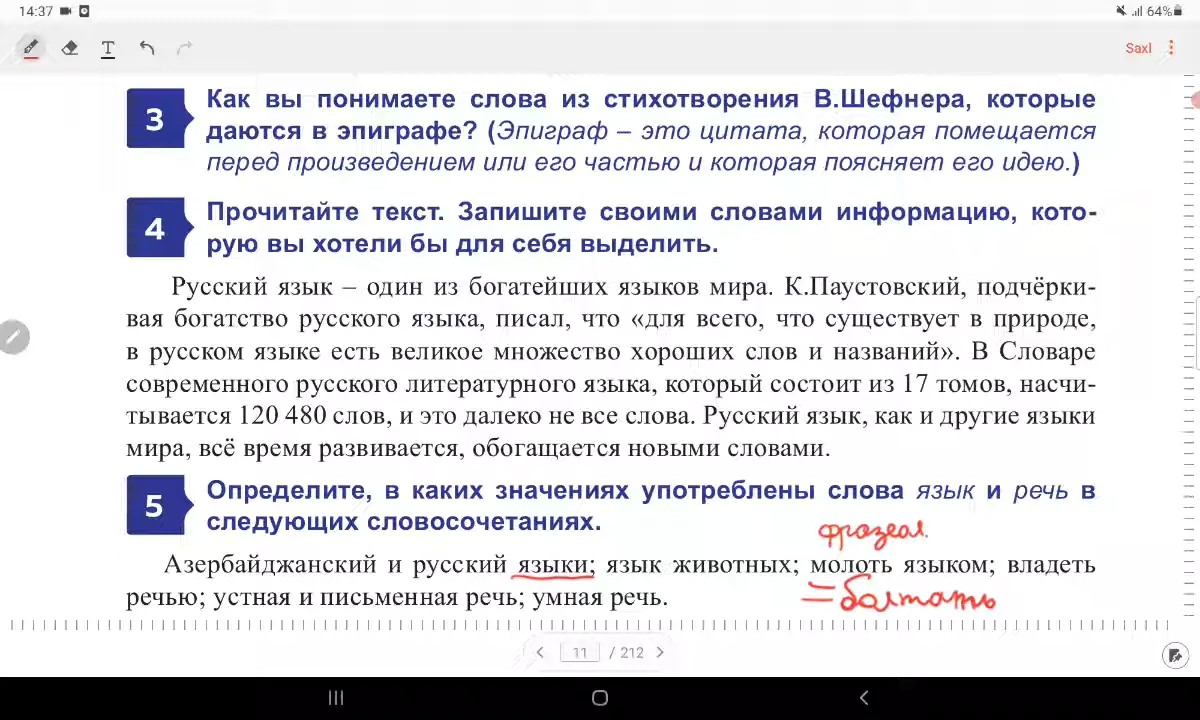 14:37
64%
T
Saxl
3
Как вы понимаете слова из стихотворения В.Шефнера, которые
даются в эпиграфе? (Эпиграф – это цитата, которая помещается
перед произведением или его частью и которая поясняет его идею.)
4
Прочитайте текст. Запишите своими словами информацию, кото-
рую вы хотели бы для себя выделить.
Русский язык – один из богатейших языков мира. К.Паустовский, подчёрки-
вая богатство русского языка, писал, что «для всего, что существует в природе,
в русском языке есть великое множество хороших слов и названий». В Словаре
современного русского литературного языка, который состоит из 17 томов, насчи-
тывается 120 480 слов, и это далеко не все слова. Русский язык, как и другие языки
мира, всё время развивается, обогащается новыми словами.
5
Определите, в каких значениях употреблены слова язык и речь в
следующих словосочетаниях.
фразеол.
Азербайджанский и русский языки; язык животных; молоть языком; владеть
речью; устная и письменная речь; умная речь.
=болтать
11 / 212